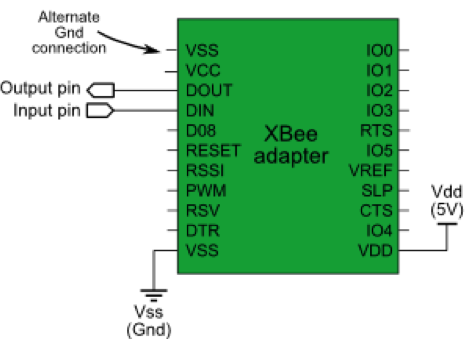 Alternate
Gnd
connection
Output pin
Input pin
VSS
VCC
DOUT
DIN
D08
RESET
RSSI
PWM
RSV
DTR
VSS
XBee
adapter
IO0
IO1
IO2
IO3
RTS
IO5
VREF
SLP
CTS
IO4
VDD
Vdd
(5V)
Vss
(Gnd)